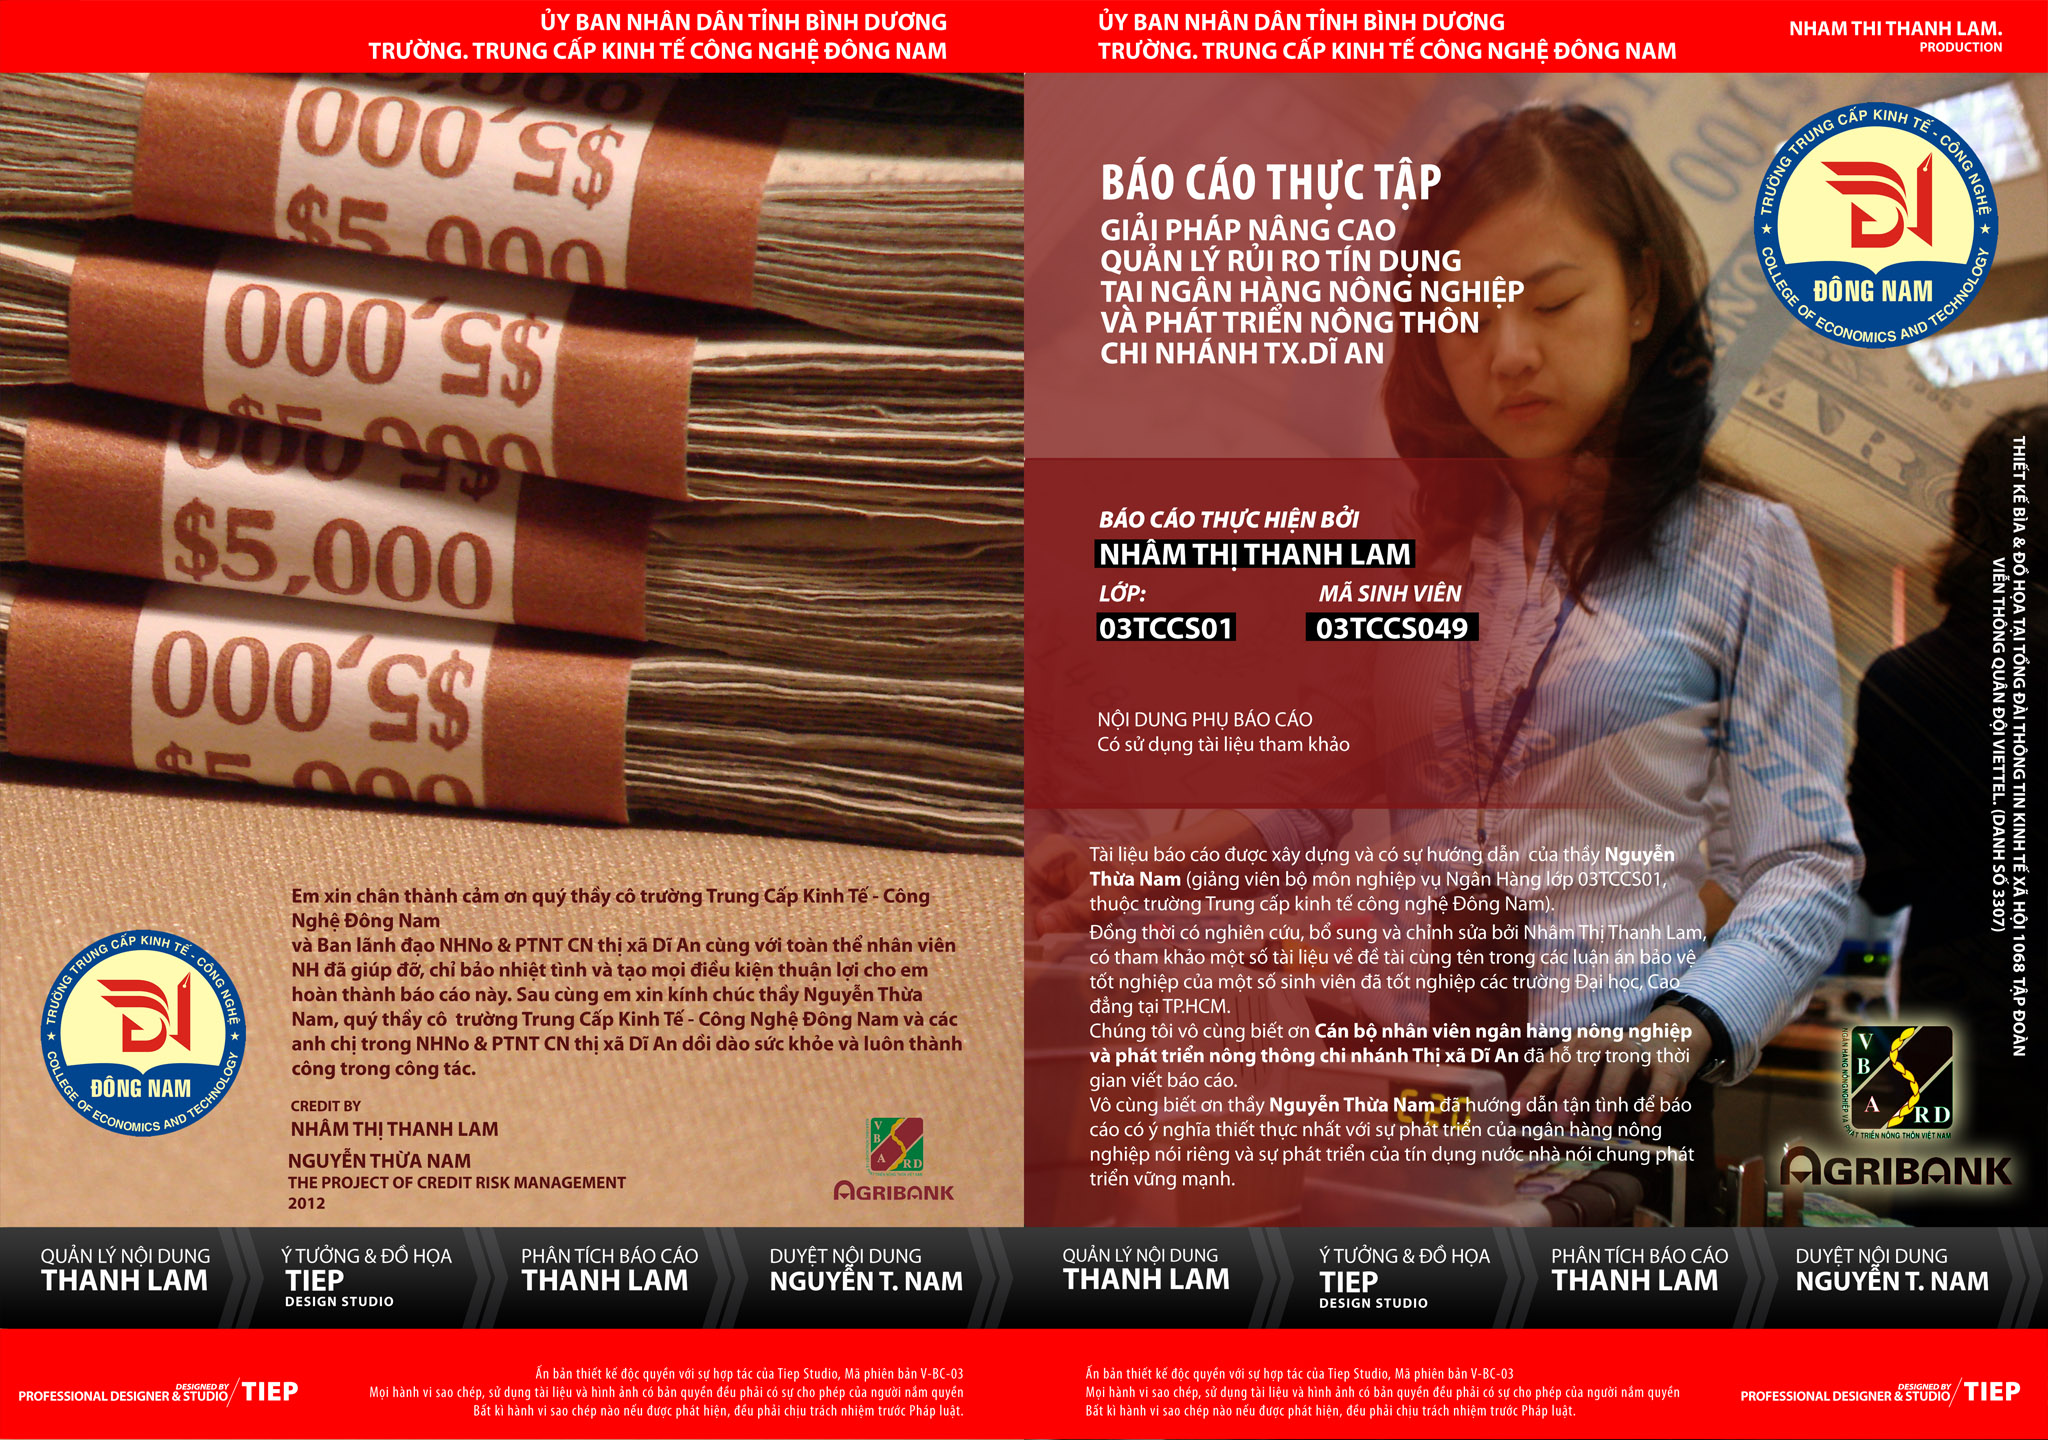 ỦY BAN NHÂN DÂN TỈNH BÌNH DƯƠNG
TRƯỜNG. TRUNG CẤP KINH TẾ CÔNG NGHỆ ĐÔNG NAM
$5,000
$5,000
$5,000
$5,000
$5,000
$5,000
$5,000
Em xin chân thành cảm ơn quý thầy cô trường Trung Cấp Kinh Tế - Công
Nghệ Đông Nam
và Ban lãnh đạo NHNo & PTNT CN thị xã Dĩ An cùng với toàn thể nhân viên
NH đã giúp đỡ, chỉ bảo nhiệt tình và tạo mọi điều kiện thuận lợi cho em
hoàn thành báo cáo này. Sau cùng em xin kính chúc thầy Nguyễn Thừa
Nam, quý thầy cô  trường Trung Cấp Kinh Tế - Công Nghệ Đông Nam và các
anh chị trong NHNo & PTNT CN thị xã Dĩ An dồi dào sức khỏe và luôn thành
công trong công tác.
TRƯỜNG TRUNG CẤP KINH TẾ - CÔNG NGHỆ
ĐÔNG NAM
COLLEGE OF ECONOMICS AND TECHNOLOGY
CREDIT BY
NHÂM THỊ THANH LAM
NGUYỄN THỪA NAM
THE PROJECT OF CREDIT RISK MANAGEMENT
2012
VBARD
AGRIBANK
QUẢN LÝ NỘI DUNG
THANH LAM
Ý TƯỞNG & ĐỒ HỌA
TIEP
DESIGN STUDIO
PHÂN TÍCH BÁO CÁO
THANH LAM
DUYỆT NỘI DUNG
NGUYỄN T. NAM
DESIGNED BY
PROFESSIONAL DESIGNER & STUDIO / TIEP
Ấn bản thiết kế độc quyền với sự hợp tác của Tiep Studio, Mã phiên bản V-BC-03
Mọi hành vi sao chép, sử dụng tài liệu và hình ảnh có bản quyền đều phải có sự cho phép của người nắm quyền
Bất kì hành vi sao chép nào nếu được phát hiện, đều phải chịu trách nhiệm trước Pháp luật.
ỦY BAN NHÂN DÂN TỈNH BÌNH DƯƠNG
TRƯỜNG. TRUNG CẤP KINH TẾ CÔNG NGHỆ ĐÔNG NAM
NHAM THI THANH LAM.
PRODUCTION
TRƯỜNG TRUNG CẤP KINH TẾ - CÔNG NGHỆ
ĐÔNG NAM
COLLEGE OF ECONOMICS AND TECHNOLOGY
BÁO CÁO THỰC TẬP
GIẢI PHÁP NÂNG CAO
QUẢN LÝ RỦI RO TÍN DỤNG
TẠI NGÂN HÀNG NÔNG NGHIỆP
VÀ PHÁT TRIỂN NÔNG THÔN
CHI NHÁNH TX.DĨ AN
BÁO CÁO THỰC HIỆN BỞI
NHÂM THỊ THANH LAM
LỚP:
03TCCS01
MÃ SINH VIÊN
03TCCS049
NỘI DUNG PHỤ BÁO CÁO
Có sử dụng tài liệu tham khảo
THIẾT KẾ BÌA & ĐỒ HỌA TẠI TỔNG ĐÀI THÔNG TIN KINH TẾ XÃ HỘI 1068 TẬP ĐOÀN
VIỄN THÔNG QUÂN ĐỘI VIETTEL. (DANH SỐ 3307)
Tài liệu báo cáo được xây dựng và có sự hướng dẫn  của thầy Nguyễn
Thừa Nam (giảng viên bộ môn nghiệp vụ Ngân Hàng lớp 03TCCS01,
thuộc trường Trung cấp kinh tế công nghệ Đông Nam).
Đồng thời có nghiên cứu, bổ sung và chỉnh sửa bởi Nhâm Thị Thanh Lam,
có tham khảo một số tài liệu về đề tài cùng tên trong các luận án bảo vệ
tốt nghiệp của một số sinh viên đã tốt nghiệp các trường Đại học, Cao
đẳng tại TP.HCM.
Chúng tôi vô cùng biết ơn Cán bộ nhân viên ngân hàng nông nghiệp
và phát triển nông thông chi nhánh Thị xã Dĩ An đã hỗ trợ trong thời
gian viết báo cáo.
Vô cùng biết ơn thầy Nguyễn Thừa Nam đã hướng dẫn tận tình để báo
cáo có ý nghĩa thiết thực nhất với sự phát triển của ngân hàng nông
nghiệp nói riêng và sự phát triển của tín dụng nước nhà nói chung phát
triển vững mạnh.
VBARD
NGÂN HÀNG NÔNG NGHIỆP VÀ PHÁT TRIỂN NÔNG THÔN VIỆT NAM
AGRIBANK
QUẢN LÝ NỘI DUNG
THANH LAM
Ý TƯỞNG & ĐỒ HỌA
TIEP
DESIGN STUDIO
PHÂN TÍCH BÁO CÁO
THANH LAM
DUYỆT NỘI DUNG
NGUYỄN T. NAM
Ấn bản thiết kế độc quyền với sự hợp tác của Tiep Studio, Mã phiên bản V-BC-03
Mọi hành vi sao chép, sử dụng tài liệu và hình ảnh có bản quyền đều phải có sự cho phép của người nắm quyền
Bất kì hành vi sao chép nào nếu được phát hiện, đều phải chịu trách nhiệm trước Pháp luật.
DESIGNED BY
PROFESSIONAL DESIGNER & STUDIO / TIEP